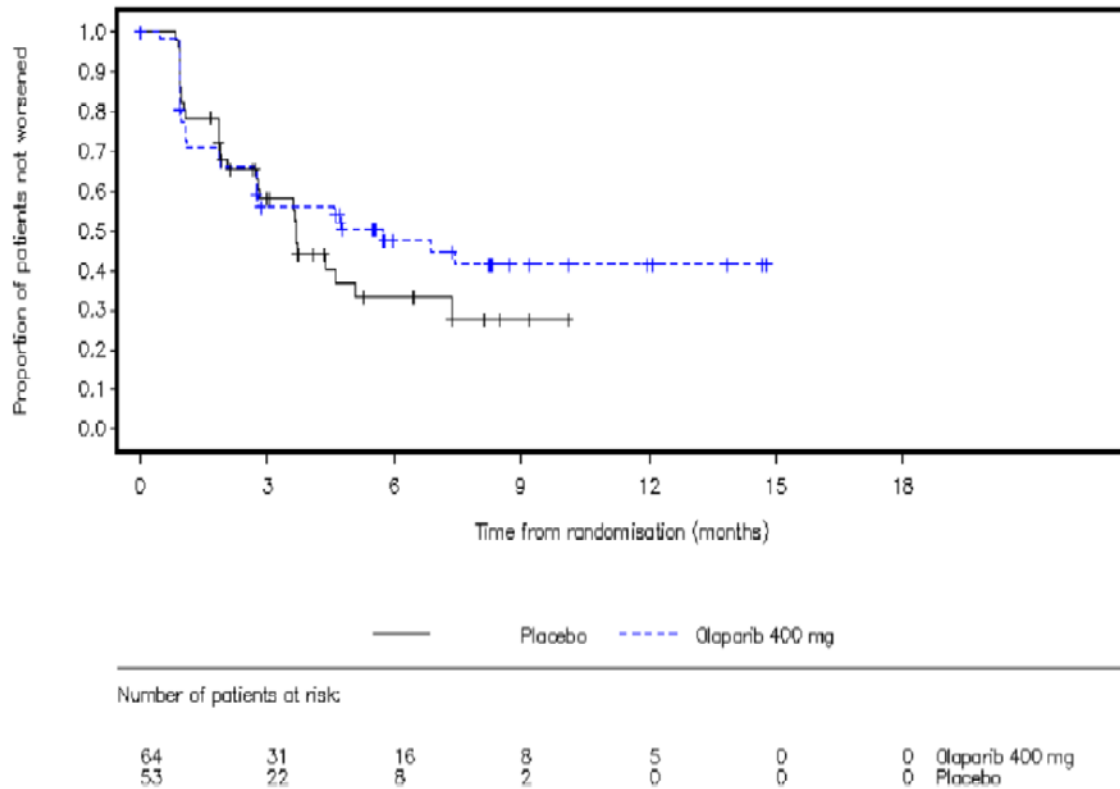 Proportion of patients not worsened
1.0
0.9
0.8
0.7
0.6
0.5
0.4
0.3
0.2
0.1
0.0
0 3 6 9 12 15 18
Time from randomisation (months)
Placebo Olaparib 400 mg
Number of patients at risk:
64 31 16 8 5 0 0 Olaparib 400 mg
53 22 8 2 0 0 0 Placebo